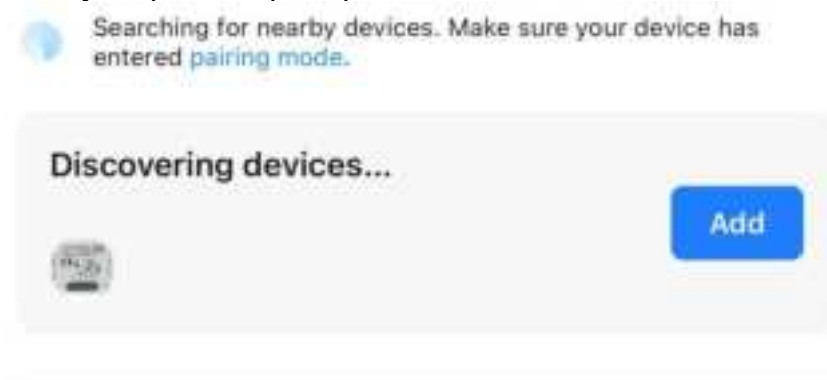 Searching for nearby devices. Make sure your device has
entered pairing mode.
Discovering devices...
Add